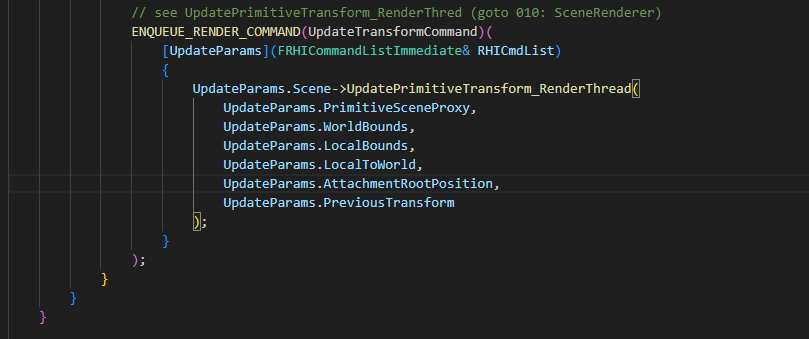 // see UpdatePrimitiveTransform_RenderThred (goto 010: SceneRenderer)
ENQUEUE_RENDER_COMMAND(UpdateTransformCommand)(
[UpdateParams](FRHICommandListImmediate& RHICmdList)
{
UpdateParams.Scene->UpdatePrimitiveTransform_RenderThread(
UpdateParams.PrimitiveSceneProxy,
UpdateParams.WorldBounds,
UpdateParams.LocalBounds,
UpdateParams.LocalToWorld,
UpdateParams.AttachmentRootPosition,
UpdateParams.PreviousTransform
);
}
);
}
}
}